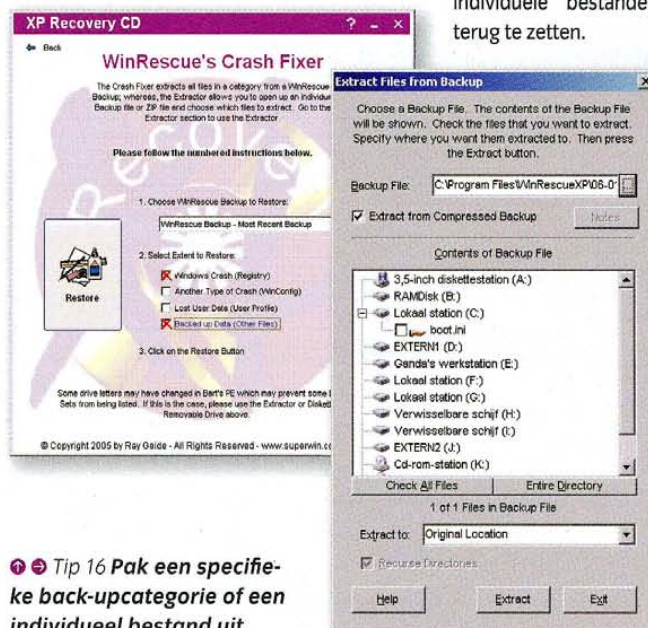 individuele bestande
terug te zetten.
XP Recovery CD
Back
WinRescue's Crash Fixer
The Crash Fixer extracts all files in a category from a WinRescue
Backup; whereas, the Extractor allows you to open up an individu
Backup file or ZIP file and choose which files to extract. Go to the
Extractor section to use the Extractor
Please follow the numbered instructions below.
1. Choose WinRescue Backup to Restore:
WinRescue Backup - Most Recent Backup
2. Select Extent to Restore:
Windows Crash (Registry)
Another Type of Crash (WinConfig)
Lost User Data (User Profile)
Backed up Data (Other Files)
Restore
3. Click on the Restore Button
Some drive letters may have changed in Bart's PE which may prevent some
Sets from being listed. If this is the case, please use the Extractor or Diskett
Removable Drive above.
© Copyright 2005 by Ray Geide - All Rights Reserved - www.superwin.co
Extract Files from Backup
Choose a Backup File. The contents of the Backup File
will be shown. Check the files that you want to extract.
Specify where you want them extracted to. Then press
the Extract button.
Backup File: C:\Program Files\WinRescueXP\06-0
Extract from Compressed Backup
Notes
Contents of Backup File
3,5-inch diskettestation (A:)
RAMDisk (B:)
Lokaal station (C:)
boot.ini
EXTERN1 (D:)
Ganda's werkstation (E:)
Lokaal station (F:)
Lokaal station (G:)
Verwisselbare schijf (H:)
Verwisselbare schijf (I:)
EXTERN2 (J:)
Cd-rom-station (K:)
Check All Files Entire Directory
1 of 1 Files in Backup File
Extract to: Original Location
Recurse Directories
Help Extract Exit
Tip 16 Pak een specifie-
ke back-upcategorie of een
individueel bestand uit